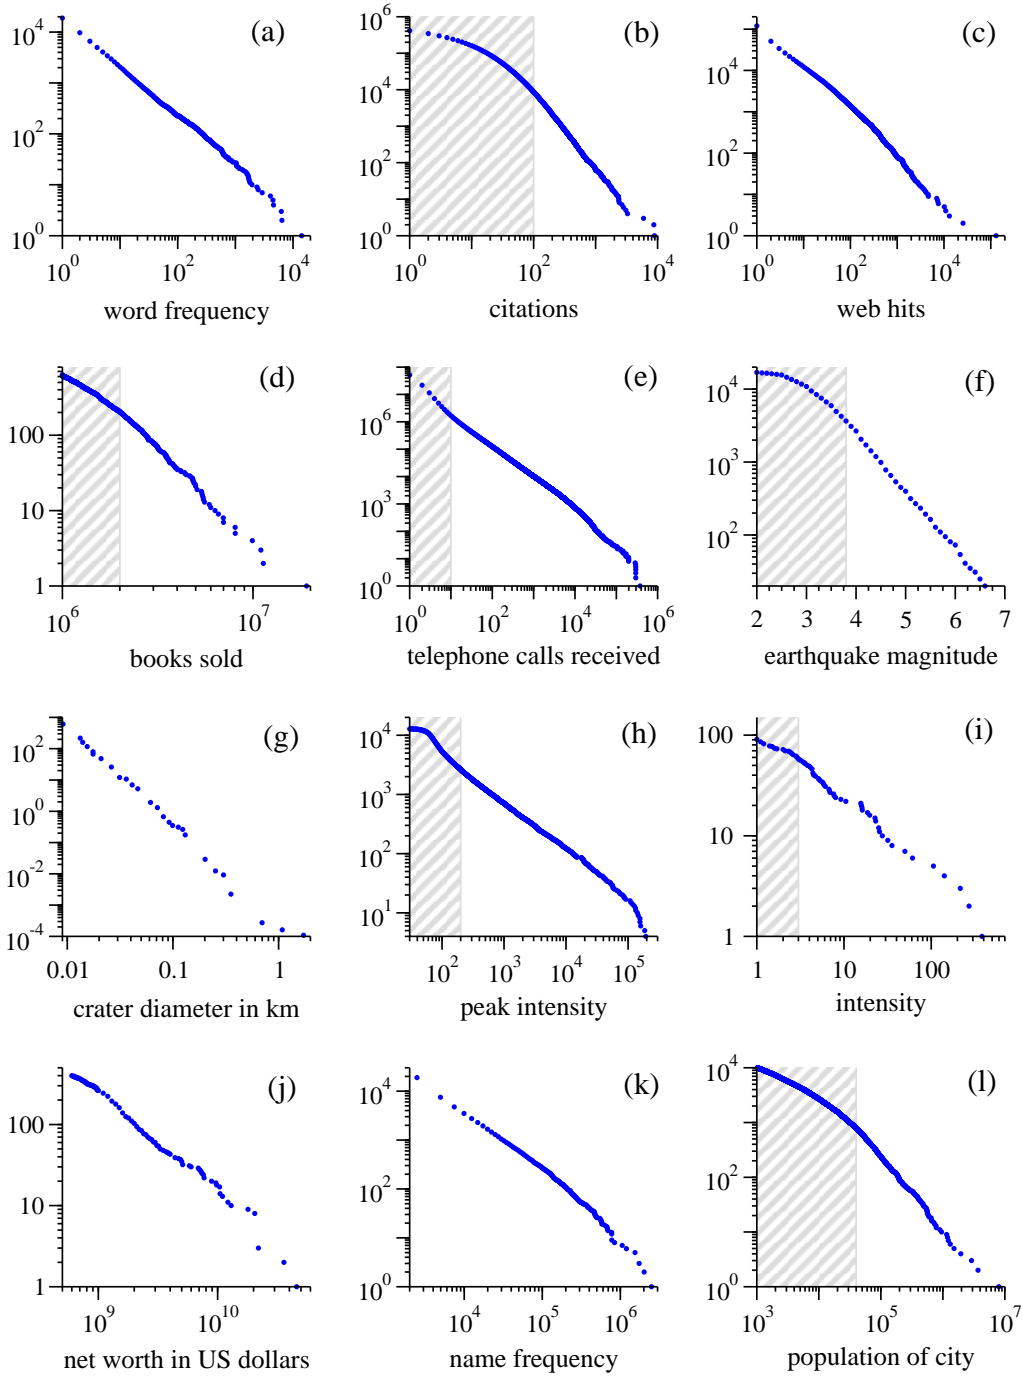 (a) (b) (c)
10^4 10^2 10^0
10^6 10^4 10^2 10^0
10^4 10^2 10^0
10^0 10^2 10^4
10^0 10^2 10^4
10^0 10^2 10^4
word frequency citations web hits
(d) (e) (f)
100 10 1
10^6 10^3 10^0
10^4 10^3 10^2
10^6 10^7
10^0 10^1 10^2 10^3 10^4 10^5 10^6
2 3 4 5 6 7
books sold telephone calls received earthquake magnitude
(g) (h) (i)
10^2 10^0 10^-2 10^-4
10^4 10^3 10^2 10^1
100 10 1
0.01 0.1 1
10^2 10^3 10^4 10^5
1 10 100
crater diameter in km peak intensity intensity
(j) (k) (l)
100 10 1
10^4 10^2 10^0
10^4 10^2 10^0
10^9 10^10
10^4 10^5 10^6
10^3 10^5 10^7
net worth in US dollars name frequency population of city